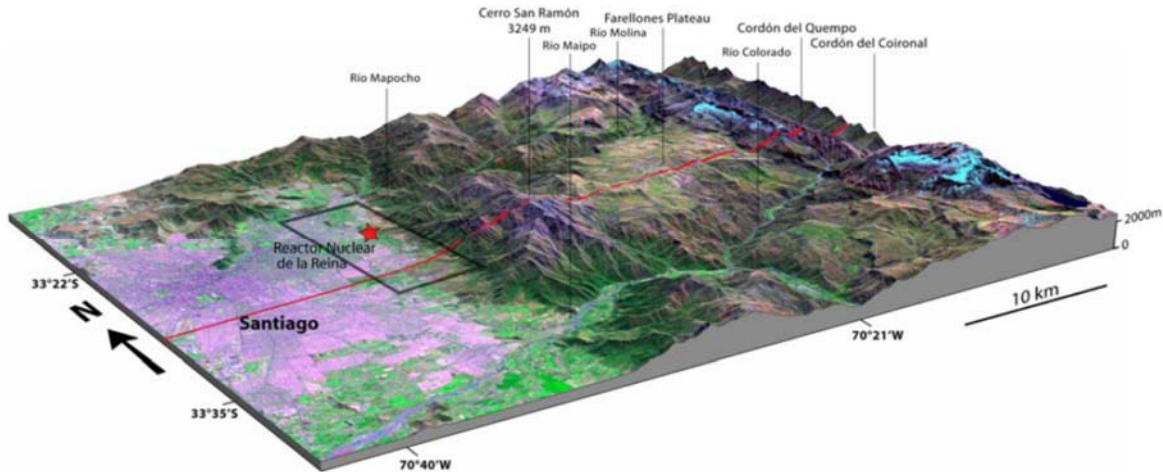 Cerro San Ramón
3249 m
Farellones Plateau
Río Molina
Cordón del Quempo
Río Maipo
Río Colorado
Cordón del Coironal
Río Mapocho
2000m
0
Reactor Nuclear
de la Reina
33°22'S
N
10 km
Santiago
70°21'W
33°35'S
70°40'W